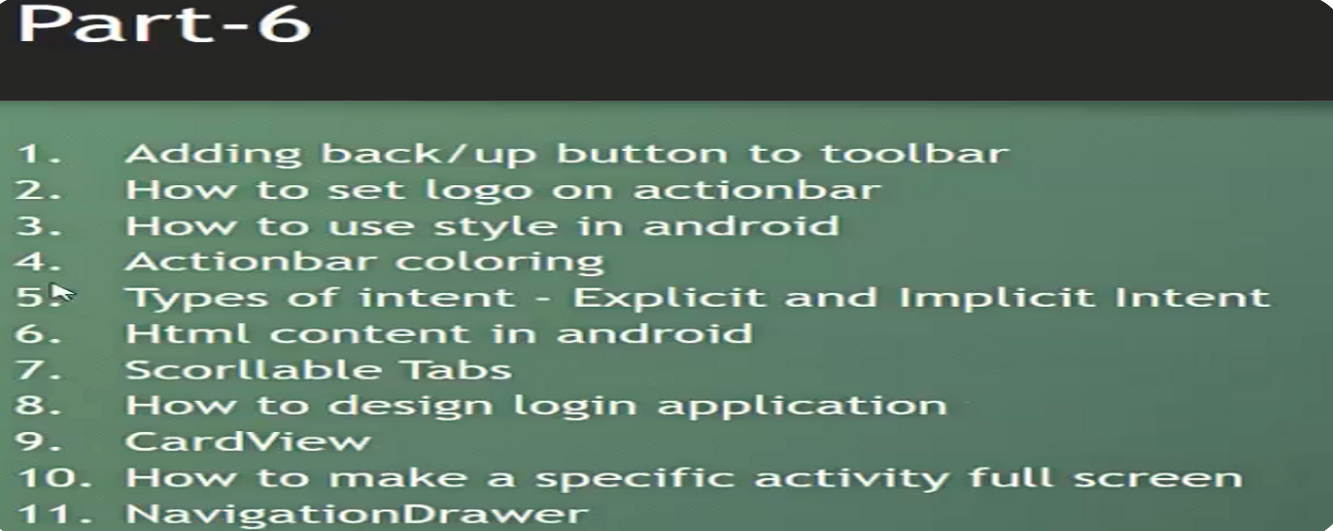 Part-6
1. Adding back/up button to toolbar
2. How to set logo on actionbar
3. How to use style in android
4. Actionbar coloring
5. Types of intent - Explicit and Implicit Intent
6. Html content in android
7. Scorllable Tabs
8. How to design login application
9. CardView
10. How to make a specific activity full screen
11. NavigationDrawer